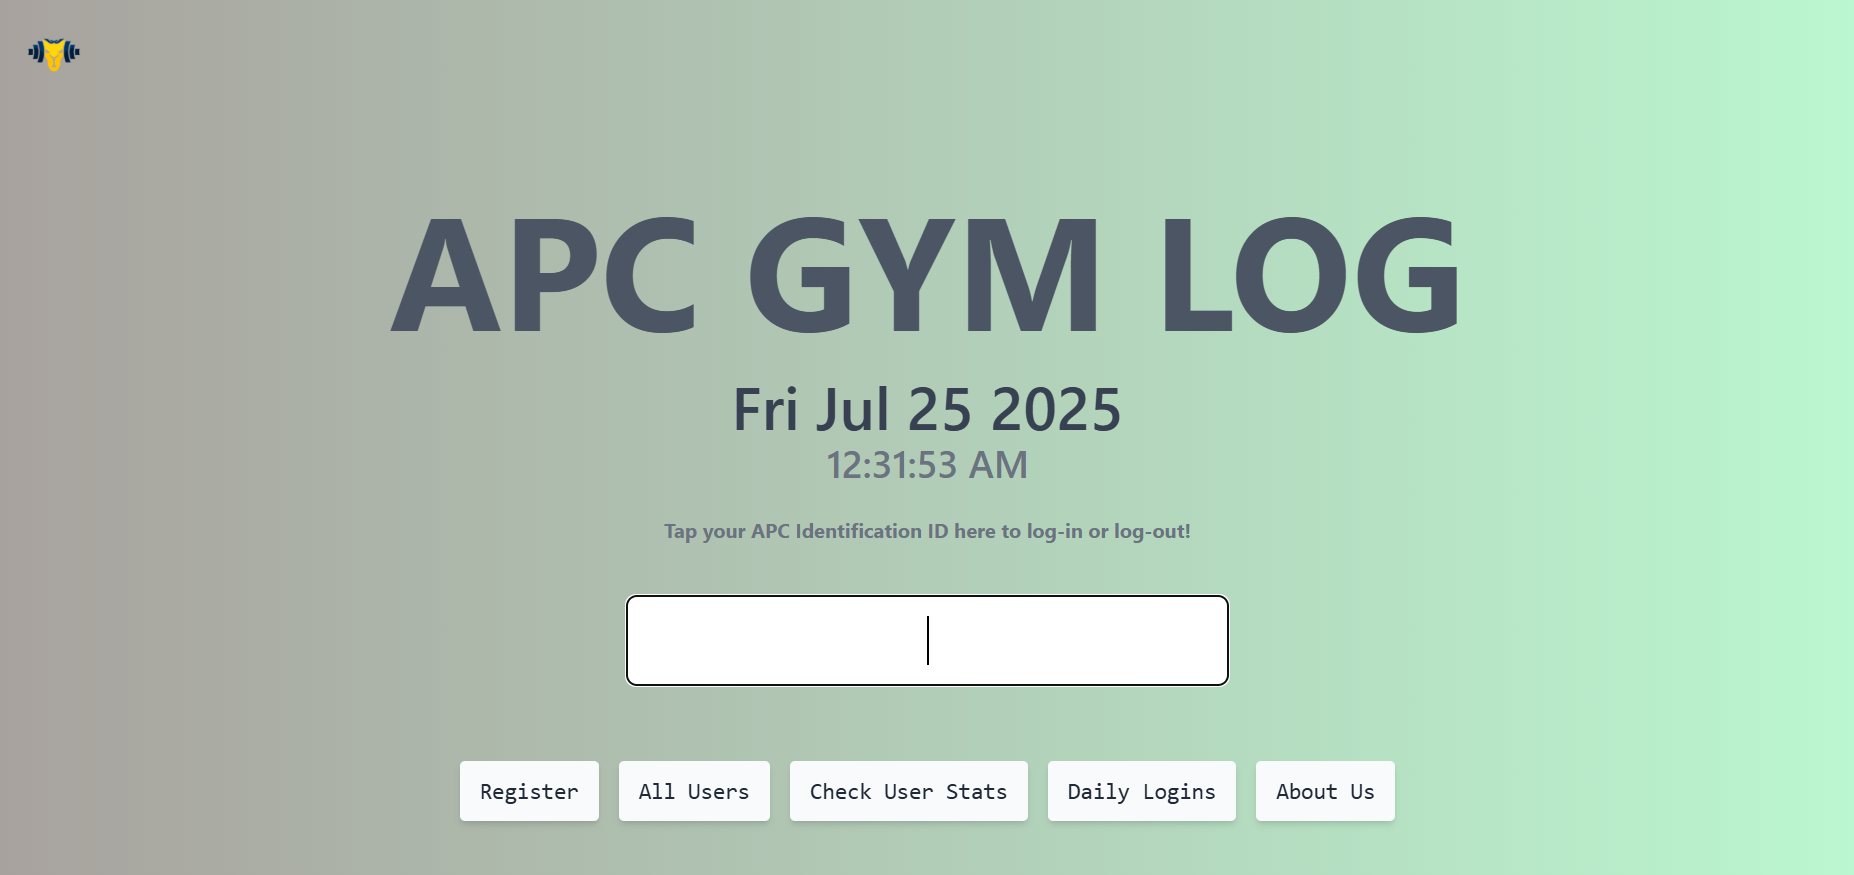 APC GYM LOG
Fri Jul 25 2025
12:31:53 AM
Tap your APC Identification ID here to log-in or log-out!
Register
All Users
Check User Stats
Daily Logins
About Us